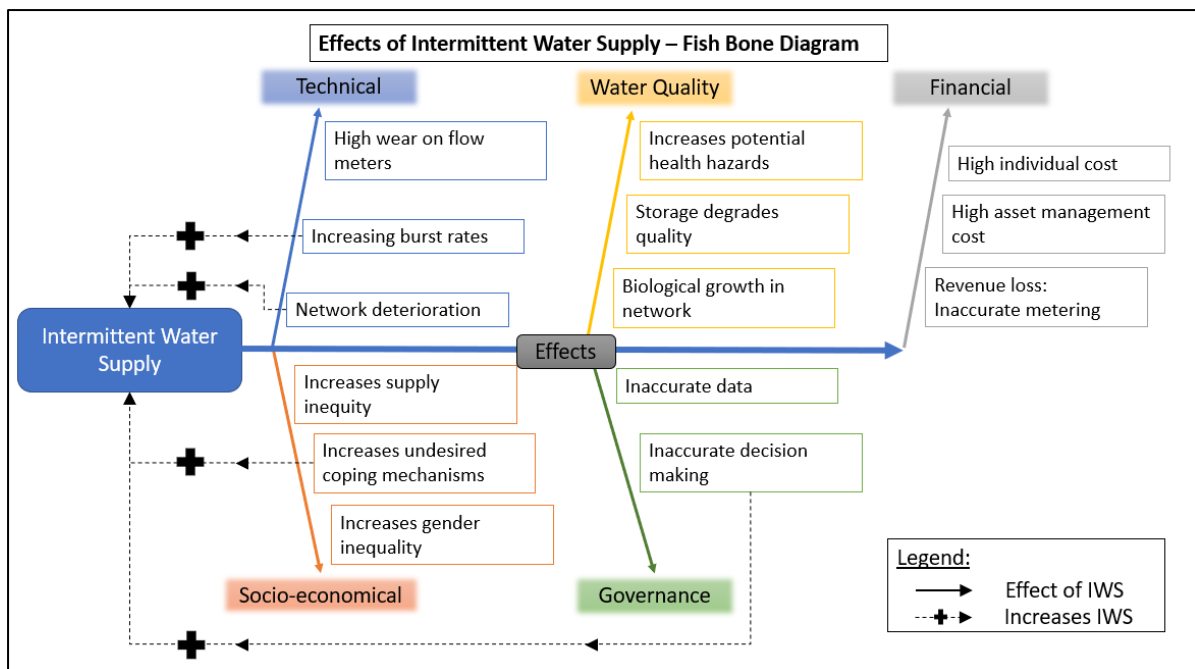 Effects of Intermittent Water Supply – Fish Bone Diagram
Technical
Water Quality
Financial
High wear on flow
meters
Increasing burst rates
Network deterioration
Increases potential
health hazards
Storage degrades
quality
Biological growth in
network
High individual cost
High asset management
cost
Revenue loss:
Inaccurate metering
Intermittent Water
Supply
Effects
Increases supply
inequity
Increases undesired
coping mechanisms
Increases gender
inequality
Inaccurate data
Inaccurate decision
making
Socio-economical
Governance
Legend:
Effect of IWS
Increases IWS